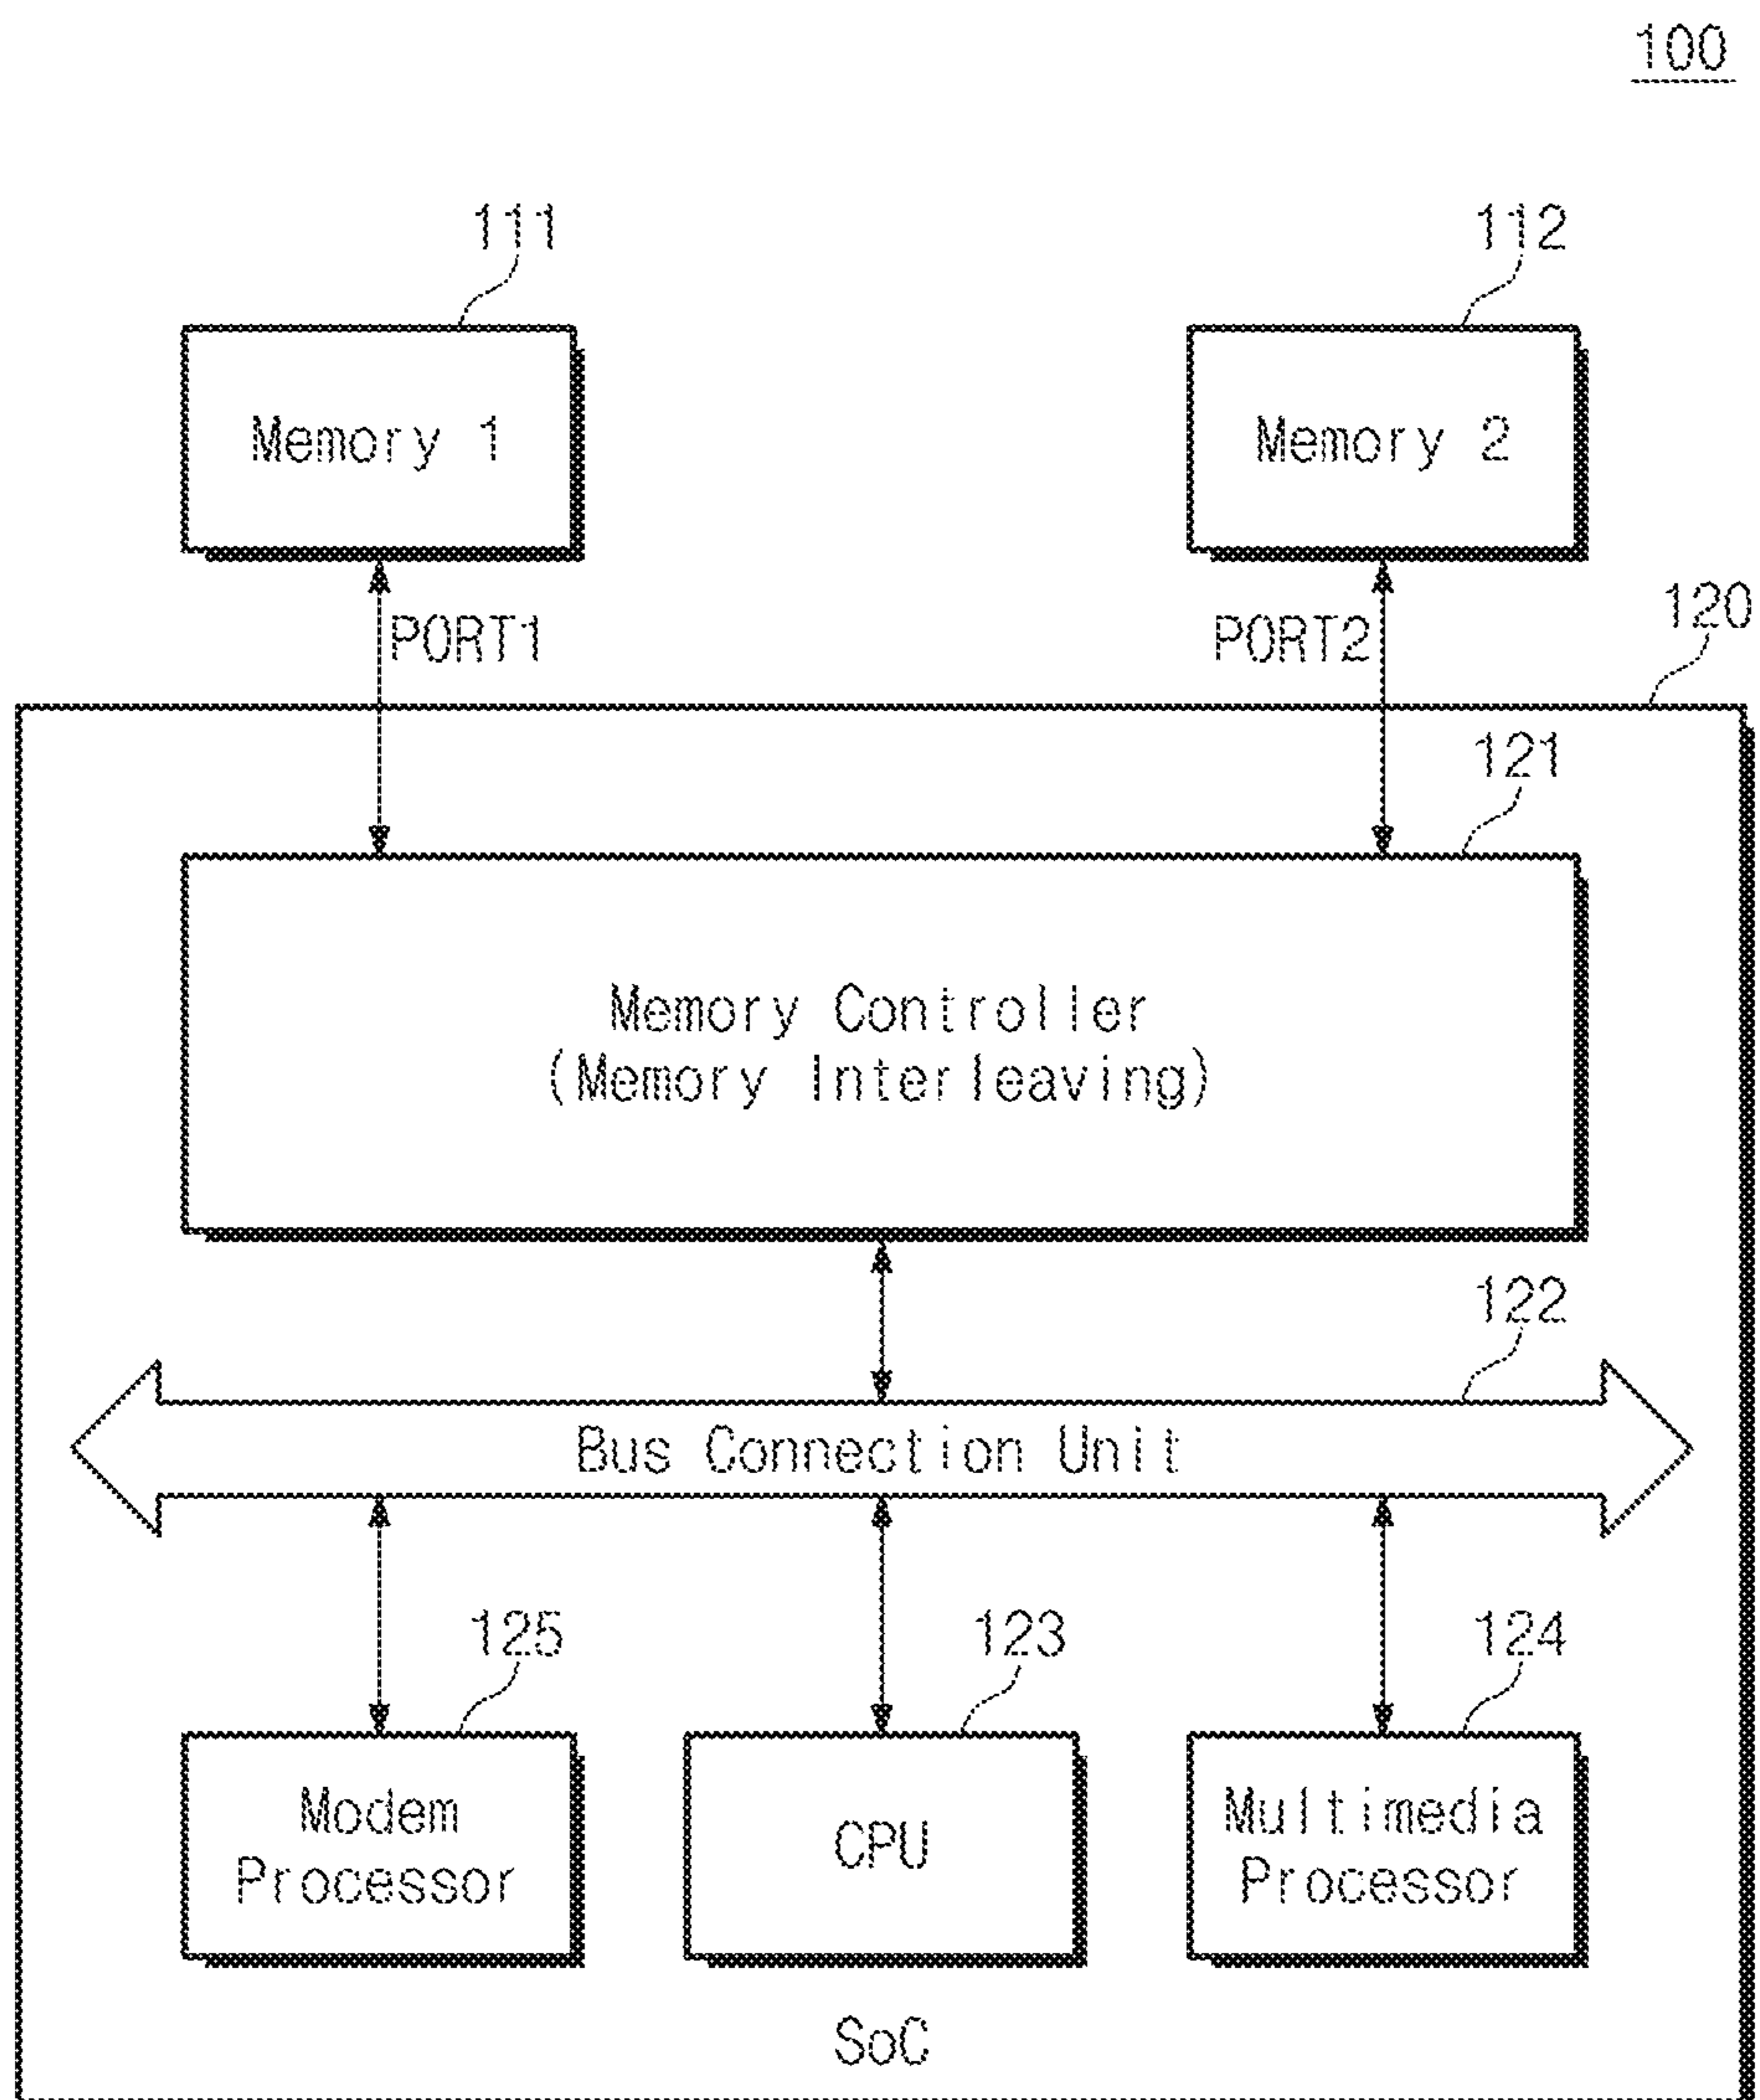 100
111
112
Memory 1
Memory 2
PORT1
PORT2
120
121
Memory Controller
(Memory Interleaving)
122
Bus Connection Unit
125
123
124
Modem
Processor
CPU
Multimedia
Processor
SoC